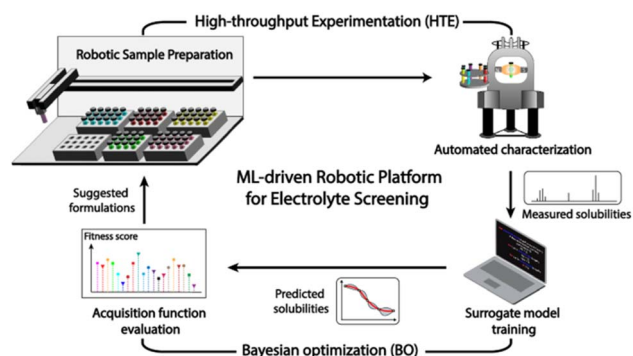 High-throughput Experimentation (HTE)
Robotic Sample Preparation
Automated characterization
Suggested
formulations
ML-driven Robotic Platform
for Electrolyte Screening
Measured solubilities
Fitness score
Predicted
solubilities
Acquisition function
evaluation
Surrogate model
training
Bayesian optimization (BO)